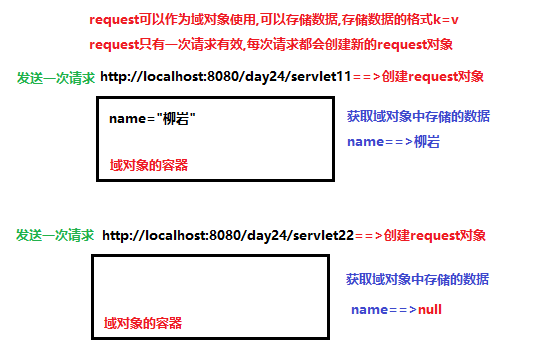 request可以作为域对象使用,可以存储数据,存储数据的格式k=v
request只有一次请求有效,每次请求都会创建新的request对象
发送一次请求 http://localhost:8080/day24/servlet11==>创建request对象
name="柳岩"
获取域对象中存储的数据
name==>柳岩
域对象的容器
发送一次请求 http://localhost:8080/day24/servlet22==>创建request对象
获取域对象中存储的数据
name==>null
域对象的容器